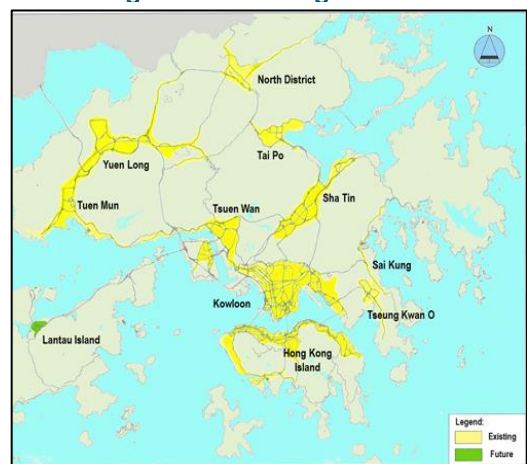 North District
Tai Po
Yuen Long
Tuen Mun
Tsuen Wan
Sha Tin
Sai Kung
Kowloon
Tseung Kwan O
Lantau Island
Hong Kong
Island
Legend:
Existing
Future